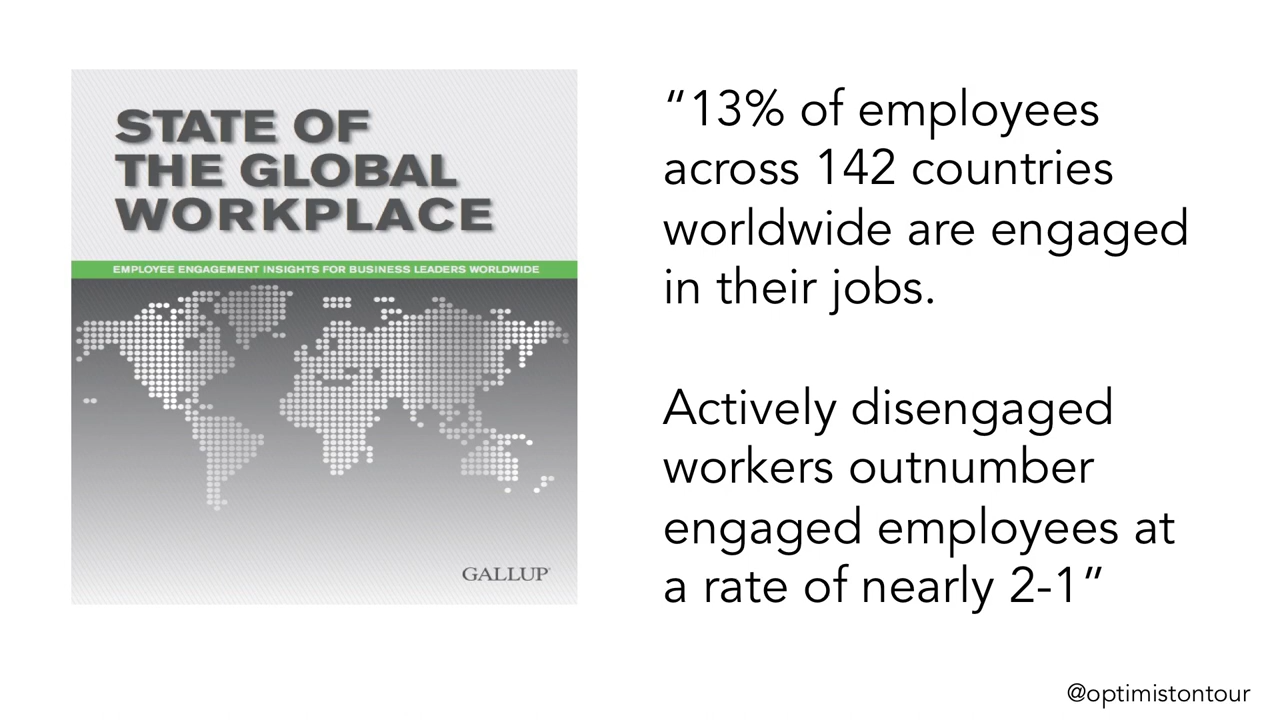 STATE OF
THE GLOBAL
WORKPLACE
EMPLOYEE ENGAGEMENT INSIGHTS FOR BUSINESS LEADERS WORLDWIDE
GALLUP®
“13% of employees
across 142 countries
worldwide are engaged
in their jobs.
Actively disengaged
workers outnumber
engaged employees at
a rate of nearly 2-1”
@optimistontour